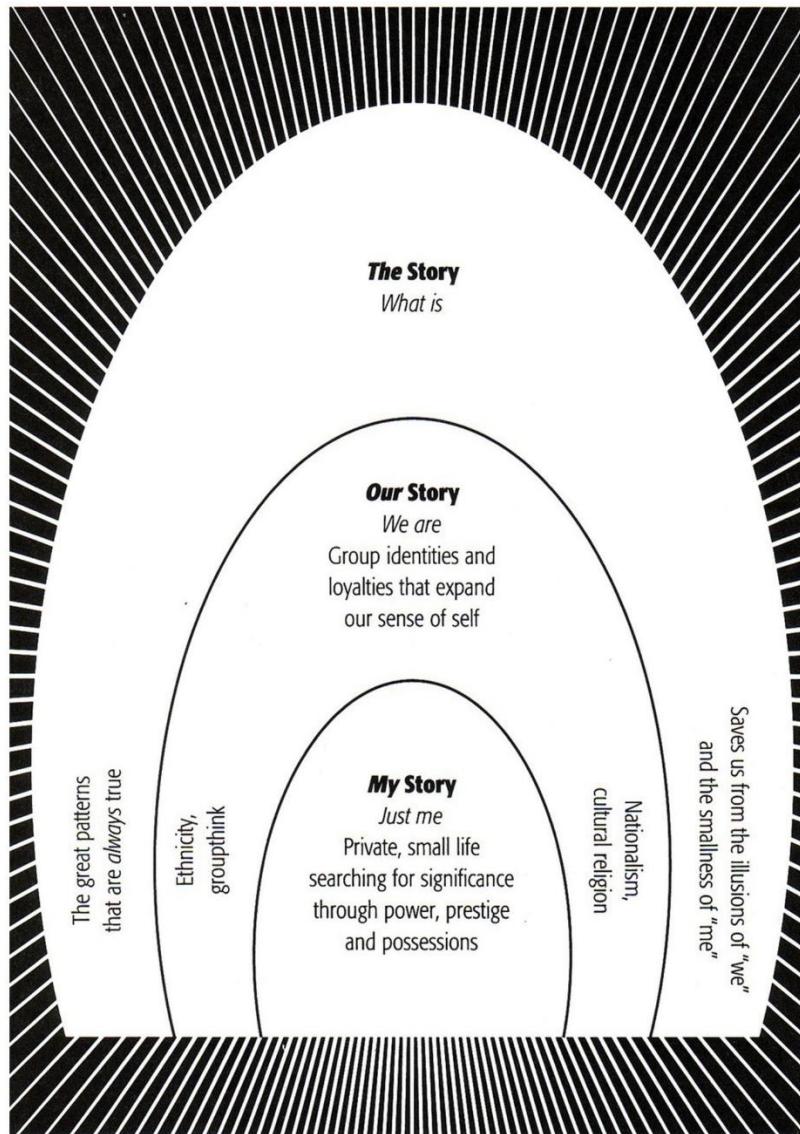 The Story
What is
Our Story
We are
Group identities and
loyalties that expand
our sense of self
My Story
Just me
Private, small life
searching for significance
through power, prestige
and possessions
The great patterns
that are always true
Ethnicity,
groupthink
Nationalism,
cultural religion
Saves us from the illusions of "we"
and the smallness of "me"